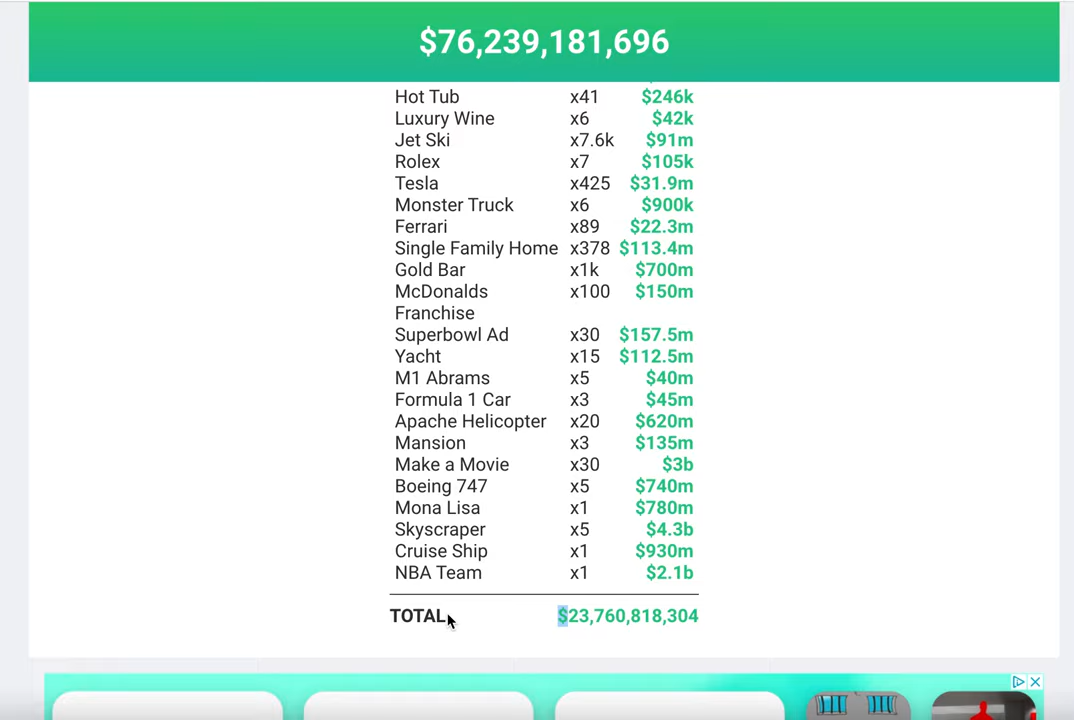 $76,239,181,696
Hot Tub x41 $246k
Luxury Wine x6 $42k
Jet Ski x7.6k $91m
Rolex x7 $105k
Tesla x425 $31.9m
Monster Truck x6 $900k
Ferrari x89 $22.3m
Single Family Home x378 $113.4m
Gold Bar x1k $700m
McDonalds x100 $150m
Franchise
Superbowl Ad x30 $157.5m
Yacht x15 $112.5m
M1 Abrams x5 $40m
Formula 1 Car x3 $45m
Apache Helicopter x20 $620m
Mansion x3 $135m
Make a Movie x30 $3b
Boeing 747 x5 $740m
Mona Lisa x1 $780m
Skyscraper x5 $4.3b
Cruise Ship x1 $930m
NBA Team x1 $2.1b
TOTAL $23,760,818,304